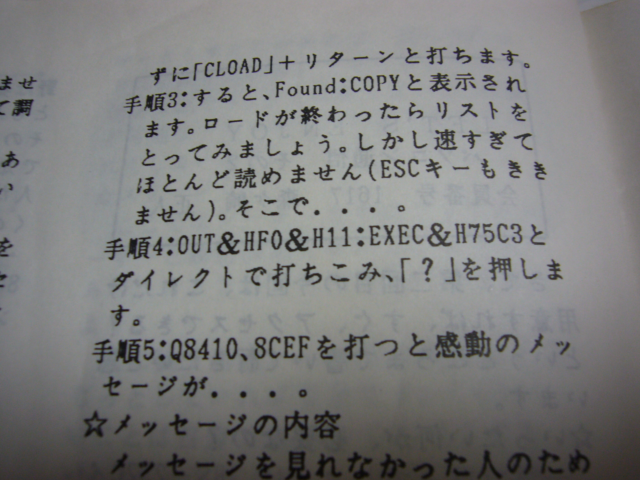 ずに「CLOAD」+リターンと打ちます。
手順3:すると、Found:COPYと表示され
ます。ロードが終わったらリストを
とってみましょう。しかし速すぎて
ほとんど読めません(ESCキーもきき
ません)。そこで....。
手順4:OUT&HF0&H11:EXEC&H75C3と
ダイレクトで打ちこみ、「?」を押しま
す。
手順5:Q8410、8CEFを打つと感動のメッ
セージが....。
☆メッセージの内容
メッセージを見れなかった人のため
ませ
て調
あ
い
を
せ